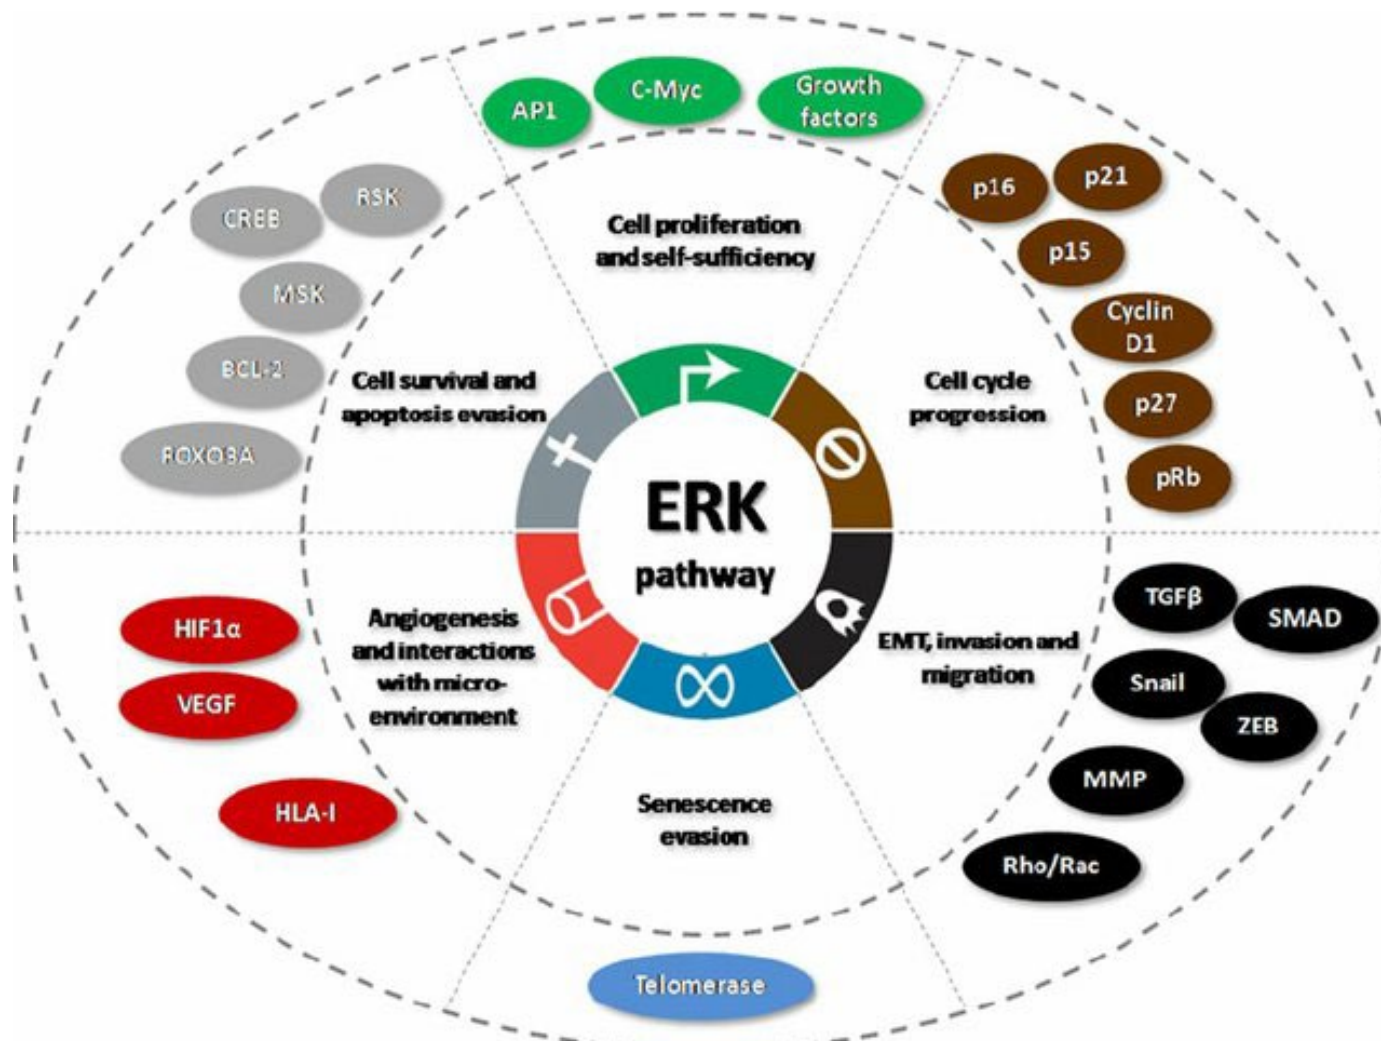 AP1
C-Myc
Growth
factors
Cell proliferation
and self-sufficiency
p16
p21
p15
Cyclin
D1
p27
pRb
Cell cycle
progression
TGFβ
SMAD
Snail
ZEB
MMP
Rho/Rac
EMT, invasion and
migration
Telomerase
Senescence
evasion
HIF1α
VEGF
HLA-I
Angiogenesis
and interactions
with micro-
environment
CREB
RSK
MSK
BCL-2
FOXO3A
Cell survival and
apoptosis evasion
ERK
pathway